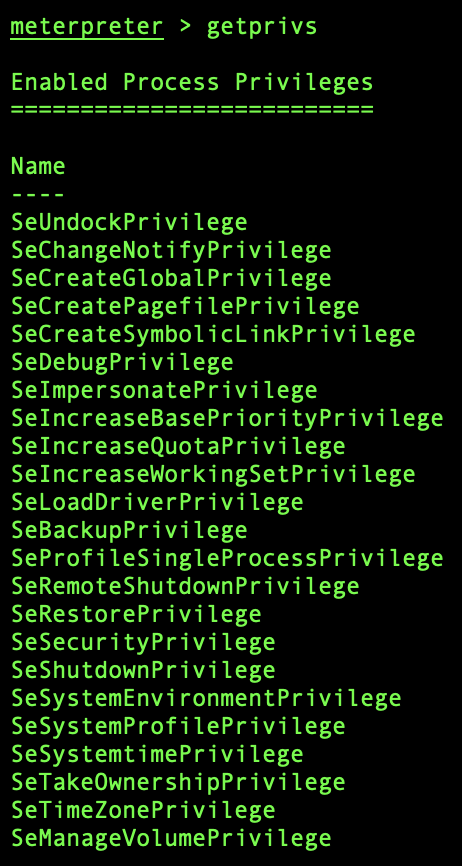 meterpreter > getprivs
Enabled Process Privileges
==========================
Name
----
SeUndockPrivilege
SeChangeNotifyPrivilege
SeCreateGlobalPrivilege
SeCreatePagefilePrivilege
SeCreateSymbolicLinkPrivilege
SeDebugPrivilege
SeImpersonatePrivilege
SeIncreaseBasePriorityPrivilege
SeIncreaseQuotaPrivilege
SeIncreaseWorkingSetPrivilege
SeLoadDriverPrivilege
SeBackupPrivilege
SeProfileSingleProcessPrivilege
SeRemoteShutdownPrivilege
SeRestorePrivilege
SeSecurityPrivilege
SeShutdownPrivilege
SeSystemEnvironmentPrivilege
SeSystemProfilePrivilege
SeSystemtimePrivilege
SeTakeOwnershipPrivilege
SeTimeZonePrivilege
SeManageVolumePrivilege